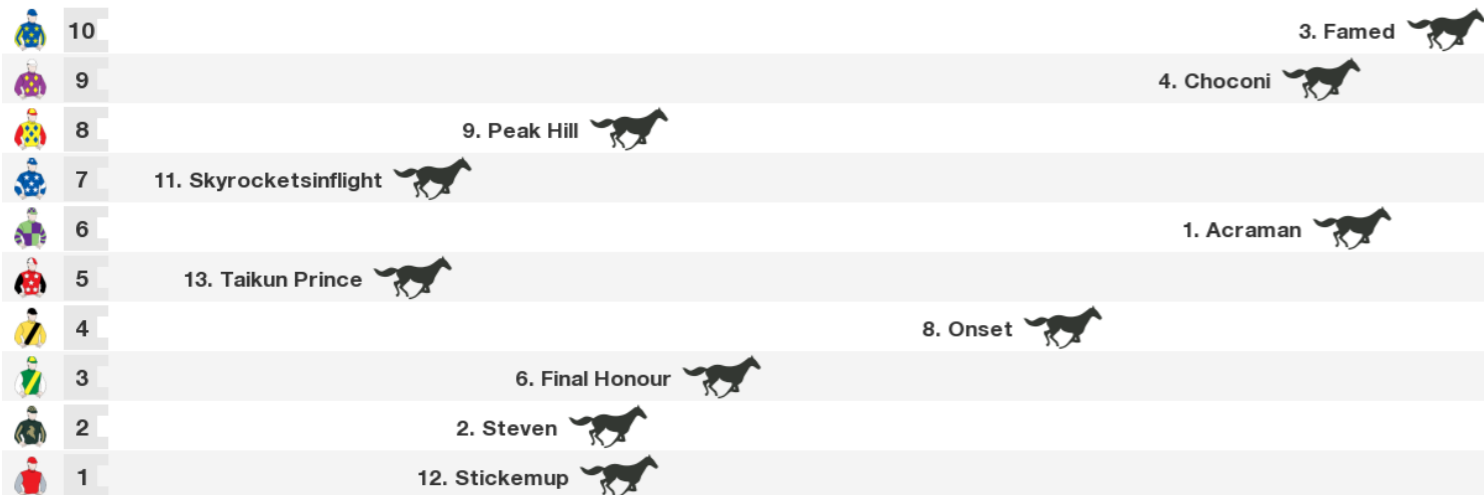 10 3. Famed
9 4. Choconi
8 9. Peak Hill
7 11. Skyrocketsinflight
6 1. Acraman
5 13. Taikun Prince
4 8. Onset
3 6. Final Honour
2 2. Steven
1 12. Stickemup